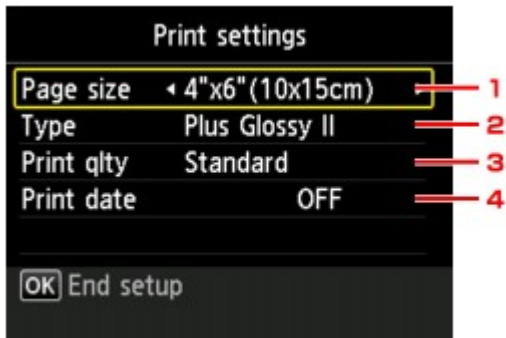 Print settings
Page size 4"x6"(10x15cm) 1
Type Plus Glossy II 2
Print qlty Standard 3
Print date OFF 4
OK End setup